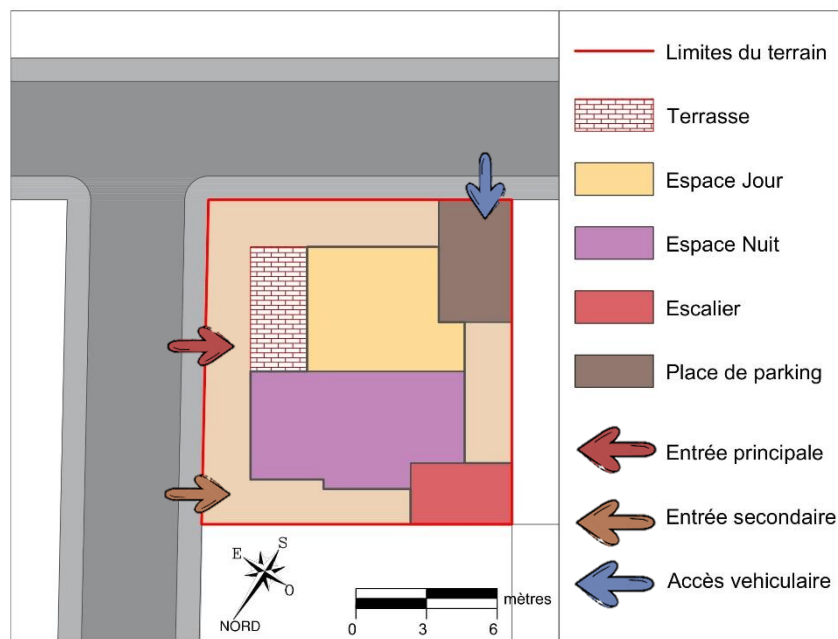 Limites du terrain
Terrasse
Espace Jour
Espace Nuit
Escalier
Place de parking
Entrée principale
Entrée secondaire
Accès vehiculaire
S
E
O
NORD
mètres
0 3 6